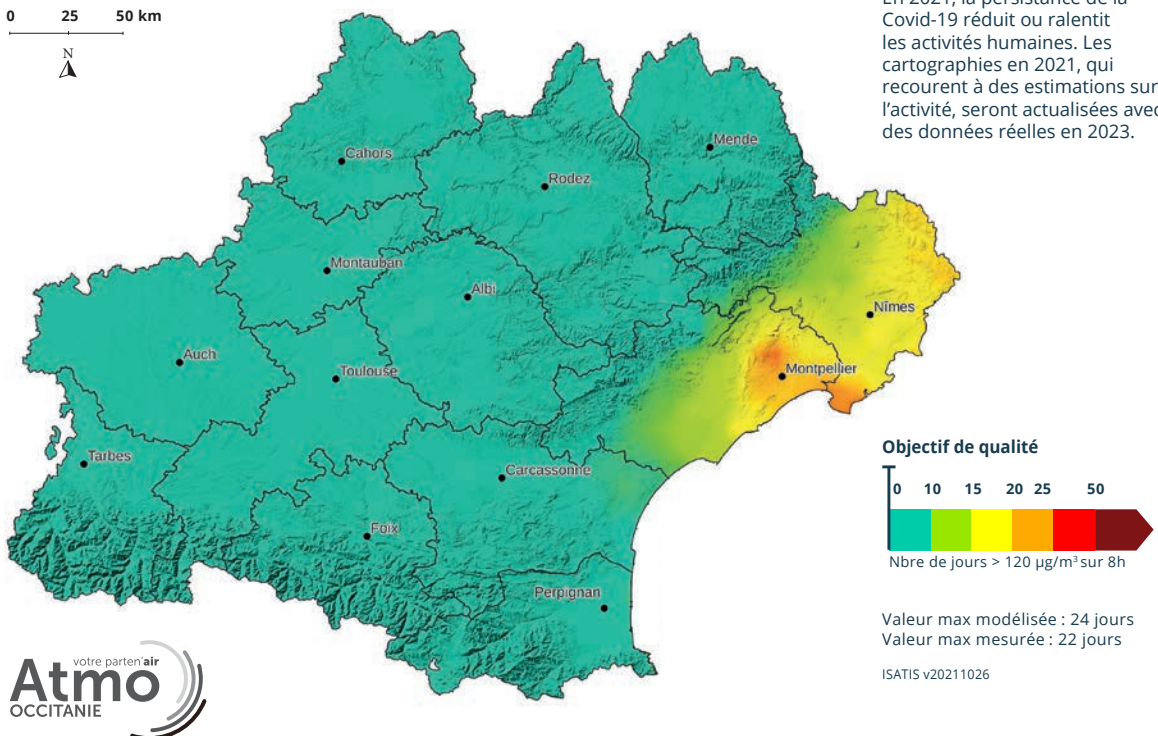 0 25 50 km
N
En 2021, la persistance de la
Covid-19 réduit ou ralentit
les activités humaines. Les
cartographies en 2021, qui
recourent à des estimations sur
l'activité, seront actualisées avec
des données réelles en 2023.
Mende
Cahors
Rodez
Montauban
Albi
Nîmes
Auch
Toulouse
Montpellier
Tarbes
Carcassonne
Foix
Perpignan
Objectif de qualité
0 10 15 20 25 50
Nbre de jours > 120 µg/m³ sur 8h
Valeur max modélisée : 24 jours
Valeur max mesurée : 22 jours
ISATIS v20211026
votre parten'air
Atmo
OCCITANIE